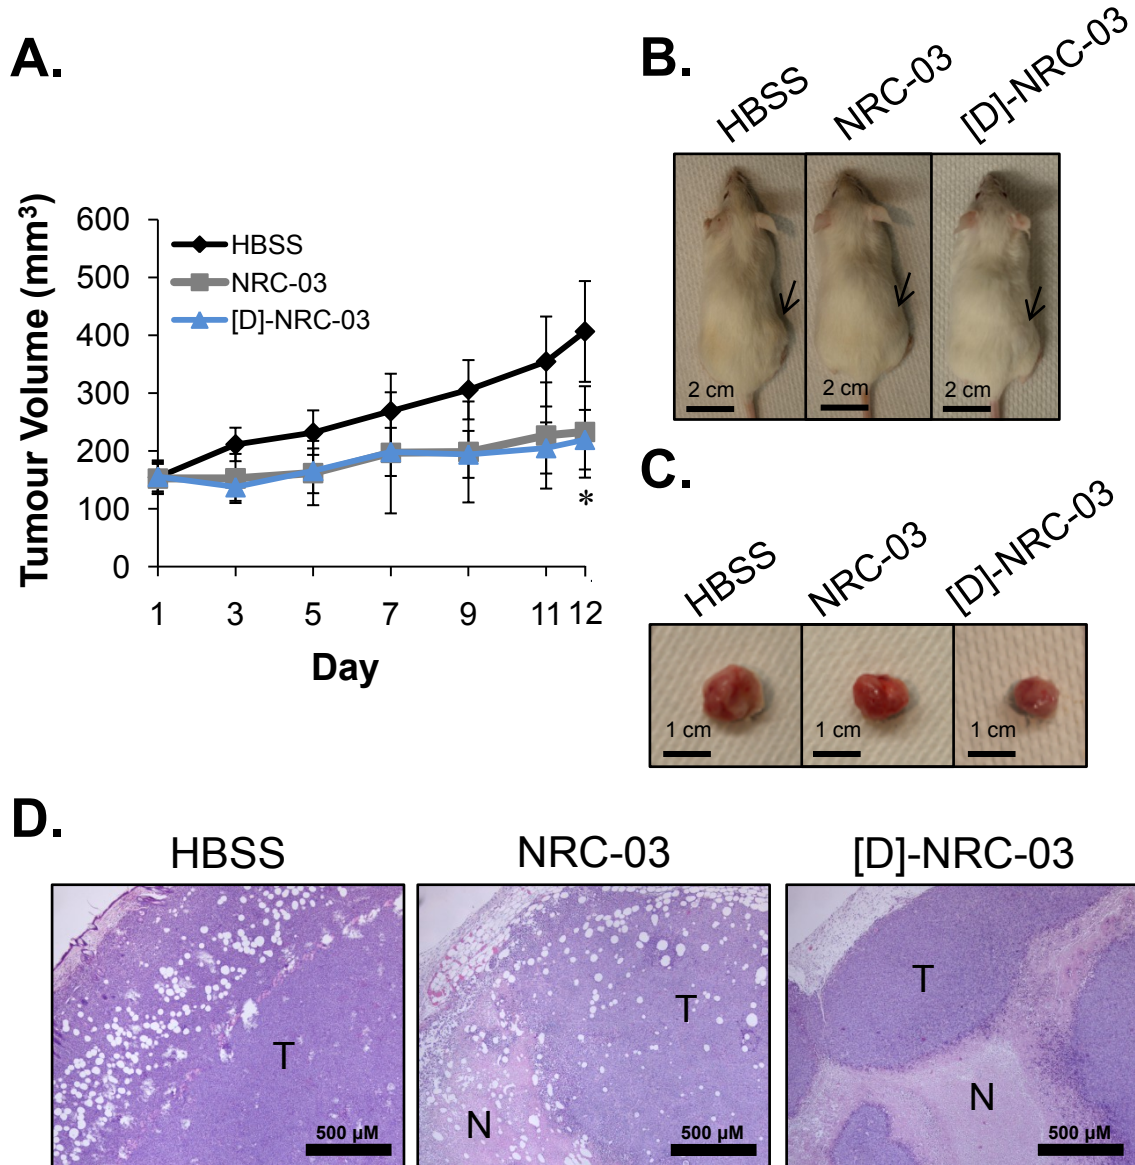 A.
Tumour Volume (mm³)
600
500
400
300
200
100
0
HBSS
NRC-03
[D]-NRC-03
*
1 3 5 7 9 11 12
Day
B.
HBSS NRC-03 [D]-NRC-03
2 cm 2 cm 2 cm
C.
HBSS NRC-03 [D]-NRC-03
1 cm 1 cm 1 cm
D.
HBSS NRC-03 [D]-NRC-03
T T T
N N
500 µM 500 µM 500 µM